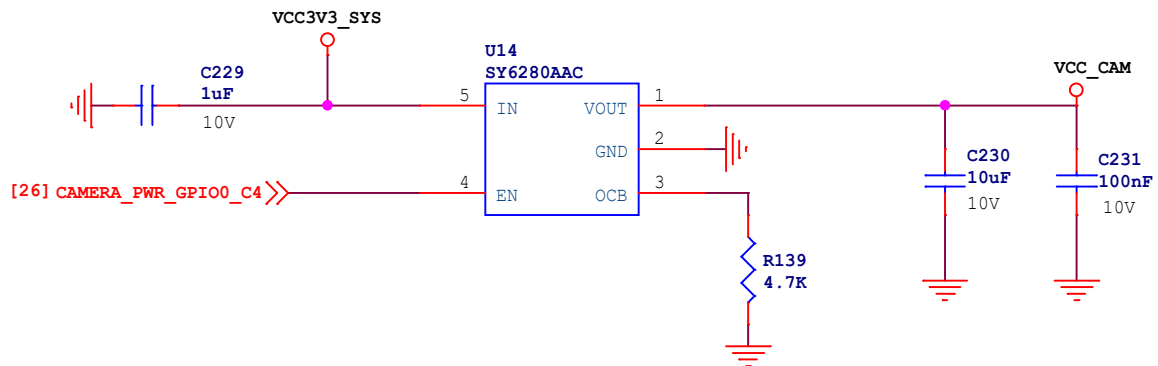 VCC3V3_SYS
U14
SY6280AAC
C229
1uF
10V
VCC_CAM
5
IN
VOUT
1
GND
2
[26] CAMERA_PWR_GPIO0_C4
4
EN
OCB
3
C230
10uF
10V
C231
100nF
10V
R139
4.7K